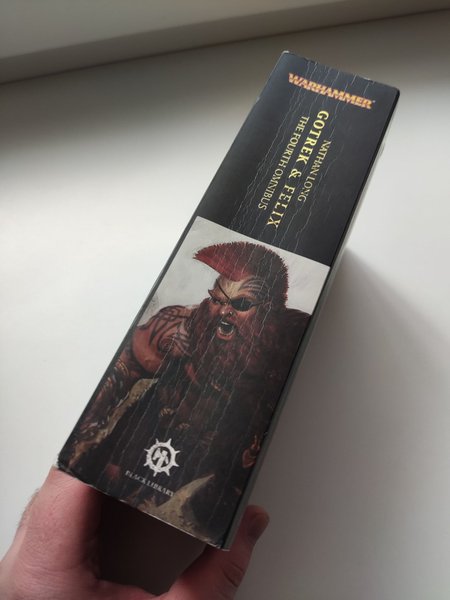 WARHAMMER
NATHAN LONG
GOTREK & FELIX
THE FOURTH OMNIBUS
BLACK LIBRARY